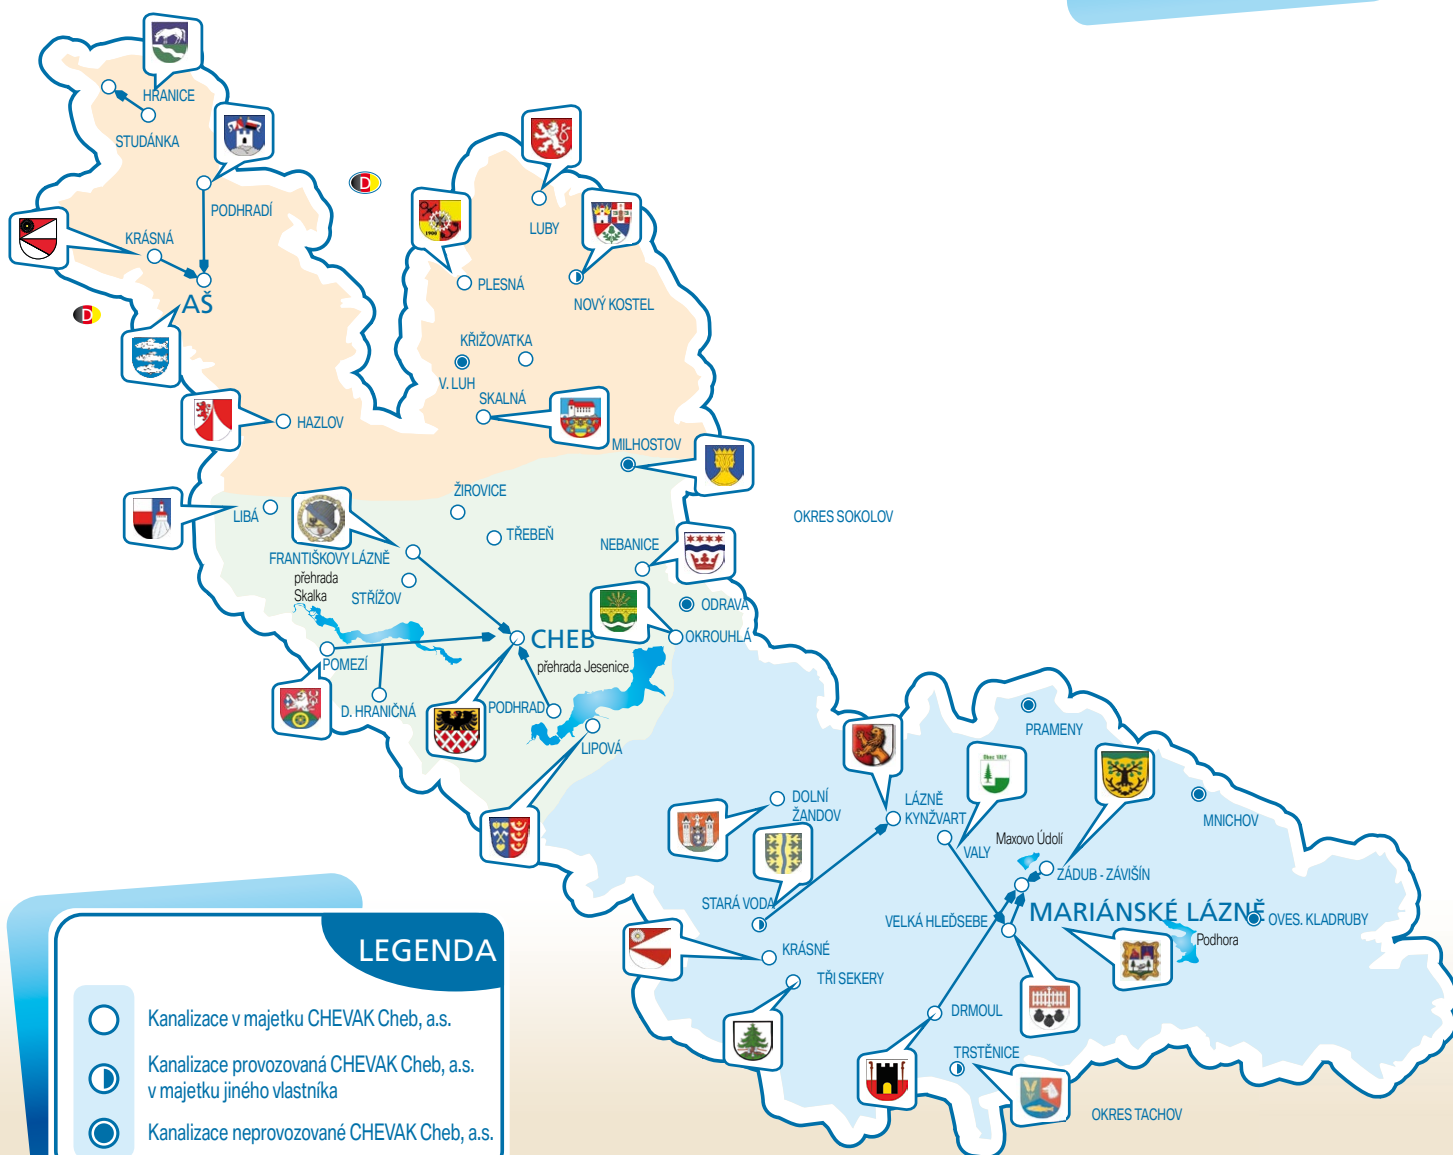 HRANICE
STUDÁNKA
D
PODHRADÍ
LUBY
KRÁSNÁ
1900
PLESNÁ
NOVÝ KOSTEL
AŠ
D
KŘIŽOVATKA
V. LUH
SKALNÁ
HAZLOV
MILHOSTOV
ŽIROVICE
LIBÁ
OKRES SOKOLOV
TŘEBEŇ
NEBANICE
FRANTIŠKOVY LÁZNĚ
přehrada
Skalka
STŘÍŽOV
ODRAVA
OKROUHLÁ
CHEB
POMEZÍ
přehrada Jesenice
D. HRANIČNÁ
PODHRAD
LIPOVÁ
PRAMENY
Obec VALY
DOLNÍ
ŽANDOV
LÁZNĚ
KYNŽVART
MNICHOV
Maxovo Údolí
VALY
ZÁDUB - ZÁVIŠÍN
STARÁ VODA
VELKÁ HLEĎSEBE
MARIÁNSKÉ LÁZNĚ
OVES. KLADRUBY
Podhora
KRÁSNÉ
TŘI SEKERY
DRMOUL
TRSTĚNICE
OKRES TACHOV
LEGENDA
Kanalizace v majetku CHEVAK Cheb, a.s.
Kanalizace provozovaná CHEVAK Cheb, a.s.
v majetku jiného vlastníka
Kanalizace neprovozované CHEVAK Cheb, a.s.